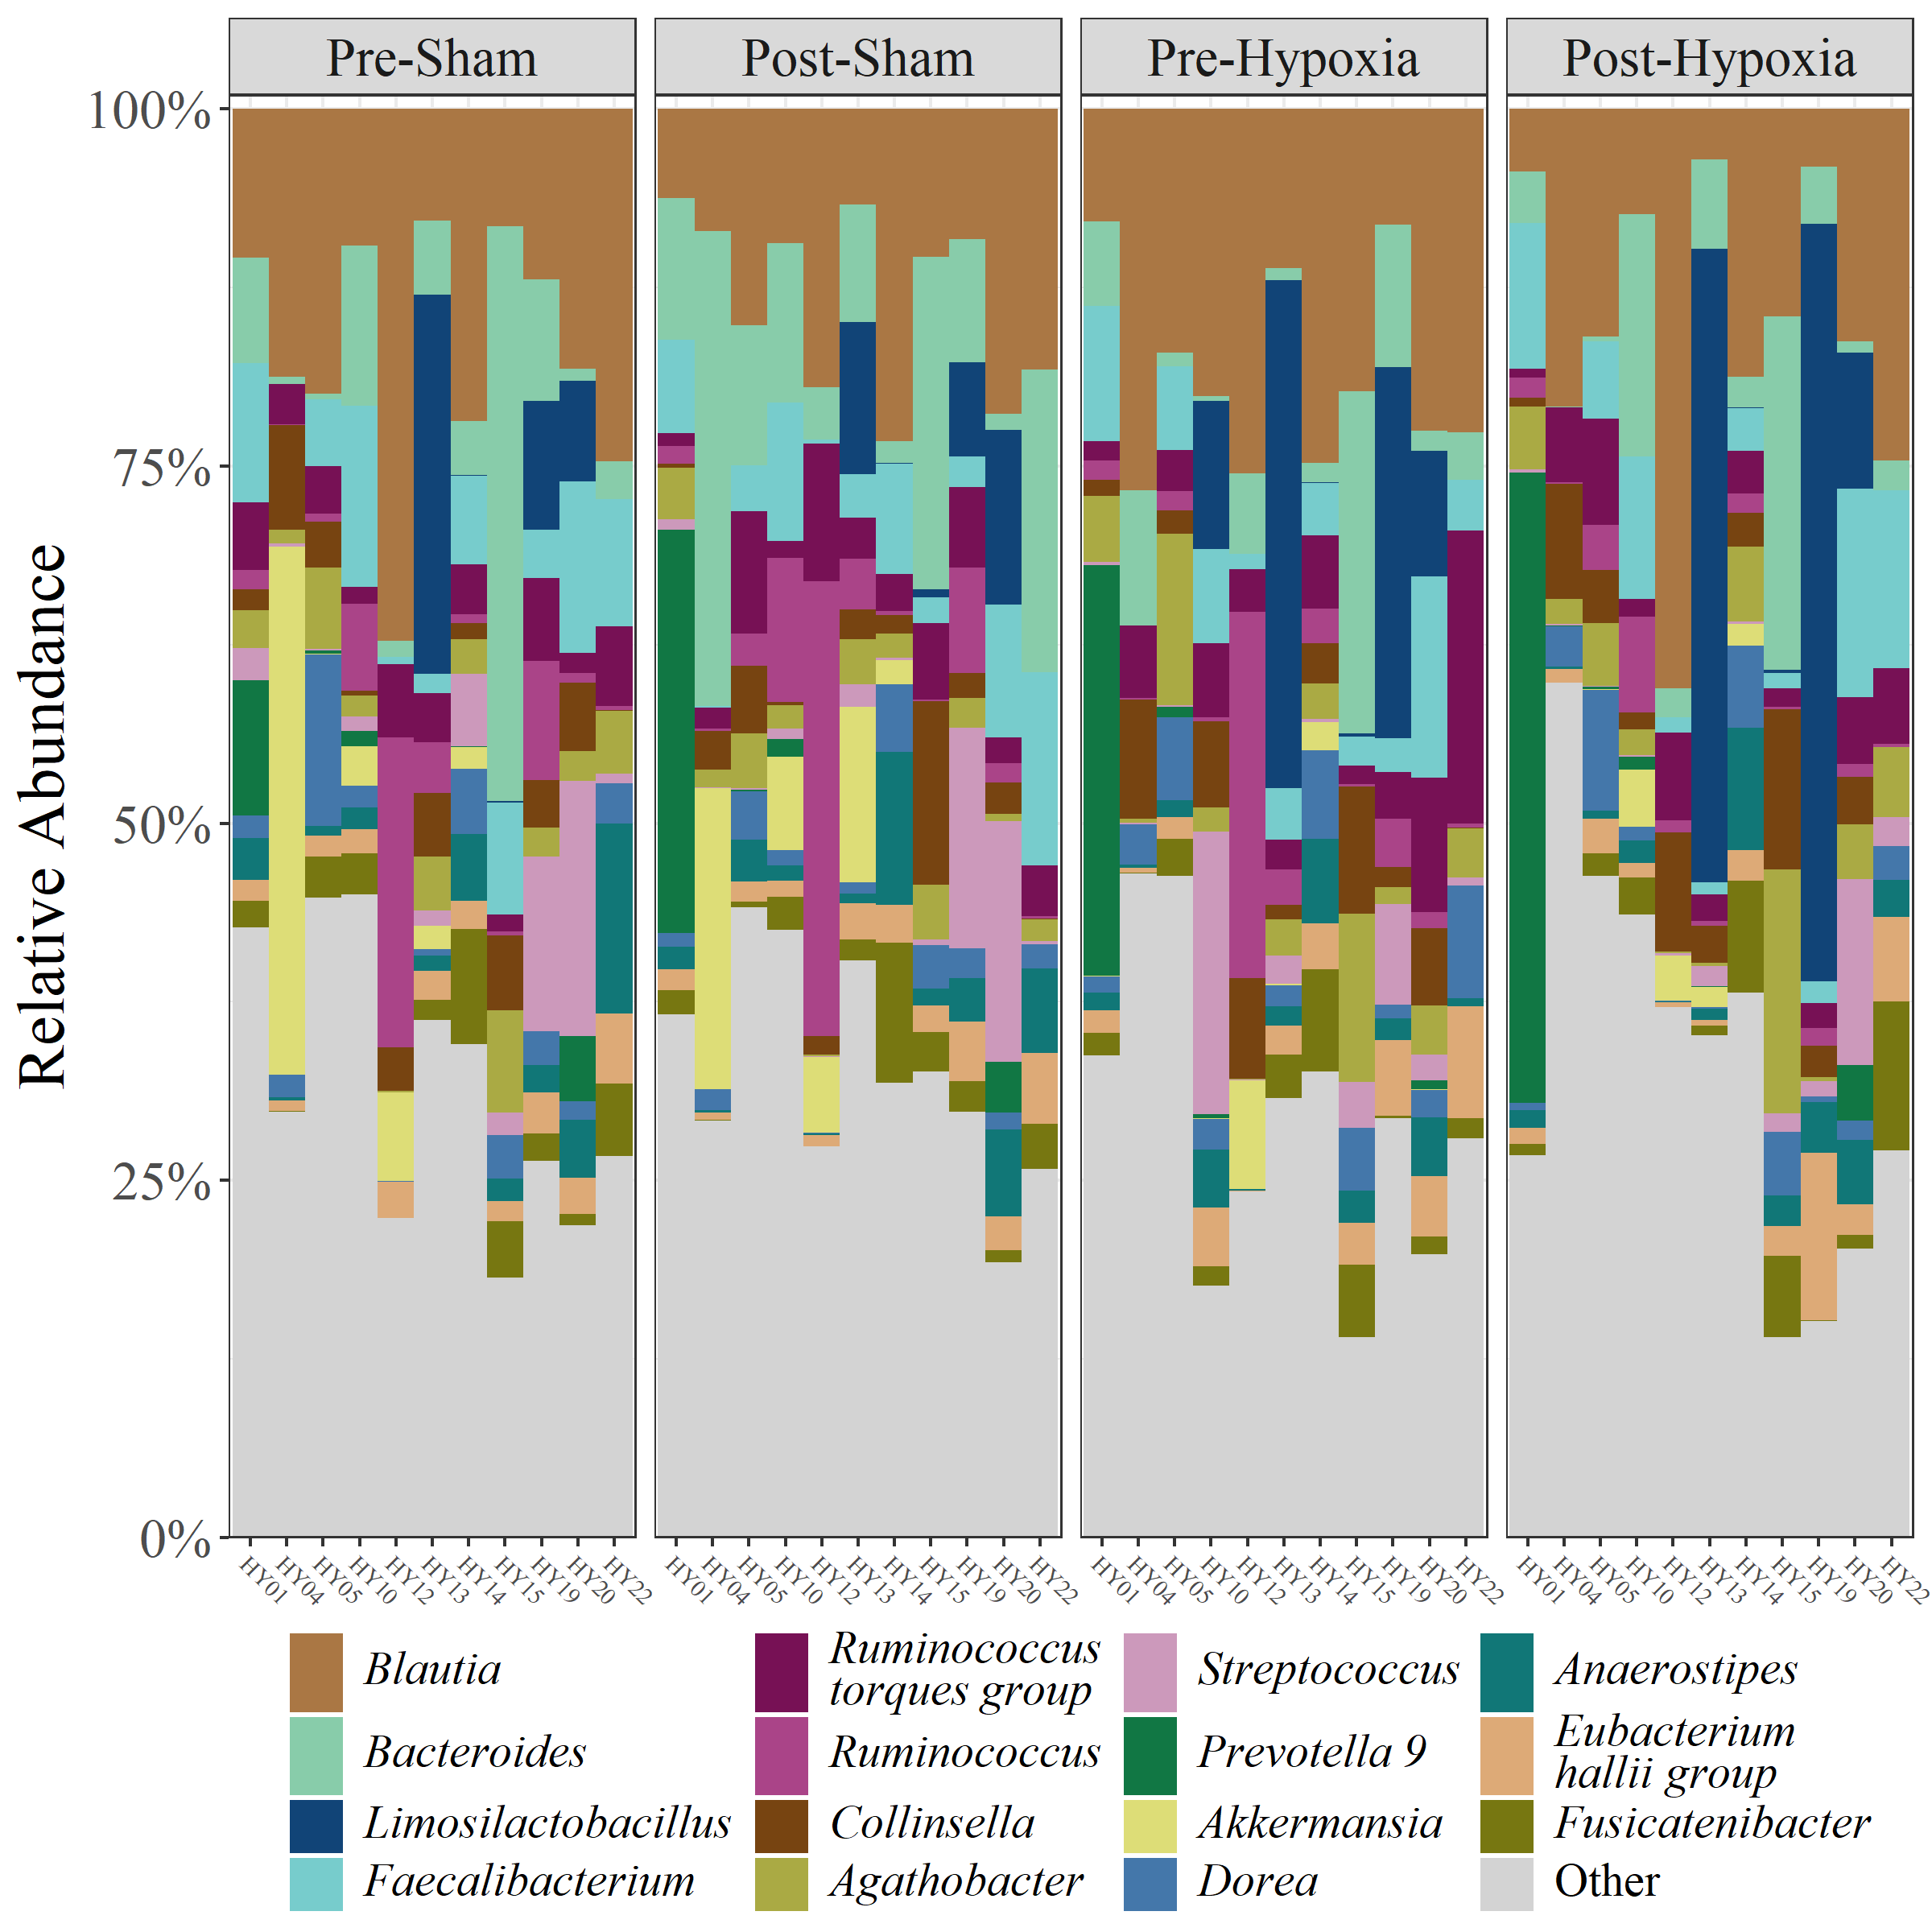 Pre-Sham
Post-Sham
Pre-Hypoxia
Post-Hypoxia
100%
75%
50%
25%
0%
Relative Abundance
HY01
HY04
HY05
HY10
HY12
HY13
HY14
HY15
HY19
HY20
HY22
HY01
HY04
HY05
HY10
HY12
HY13
HY14
HY15
HY19
HY20
HY22
HY01
HY04
HY05
HY10
HY12
HY13
HY14
HY15
HY19
HY20
HY22
HY01
HY04
HY05
HY10
HY12
HY13
HY14
HY15
HY19
HY20
HY22
Blautia
Bacteroides
Limosilactobacillus
Faecalibacterium
Ruminococcus
torques group
Ruminococcus
Collinsella
Agathobacter
Streptococcus
Prevotella 9
Akkermansia
Dorea
Anaerostipes
Eubacterium
hallii group
Fusicatenibacter
Other